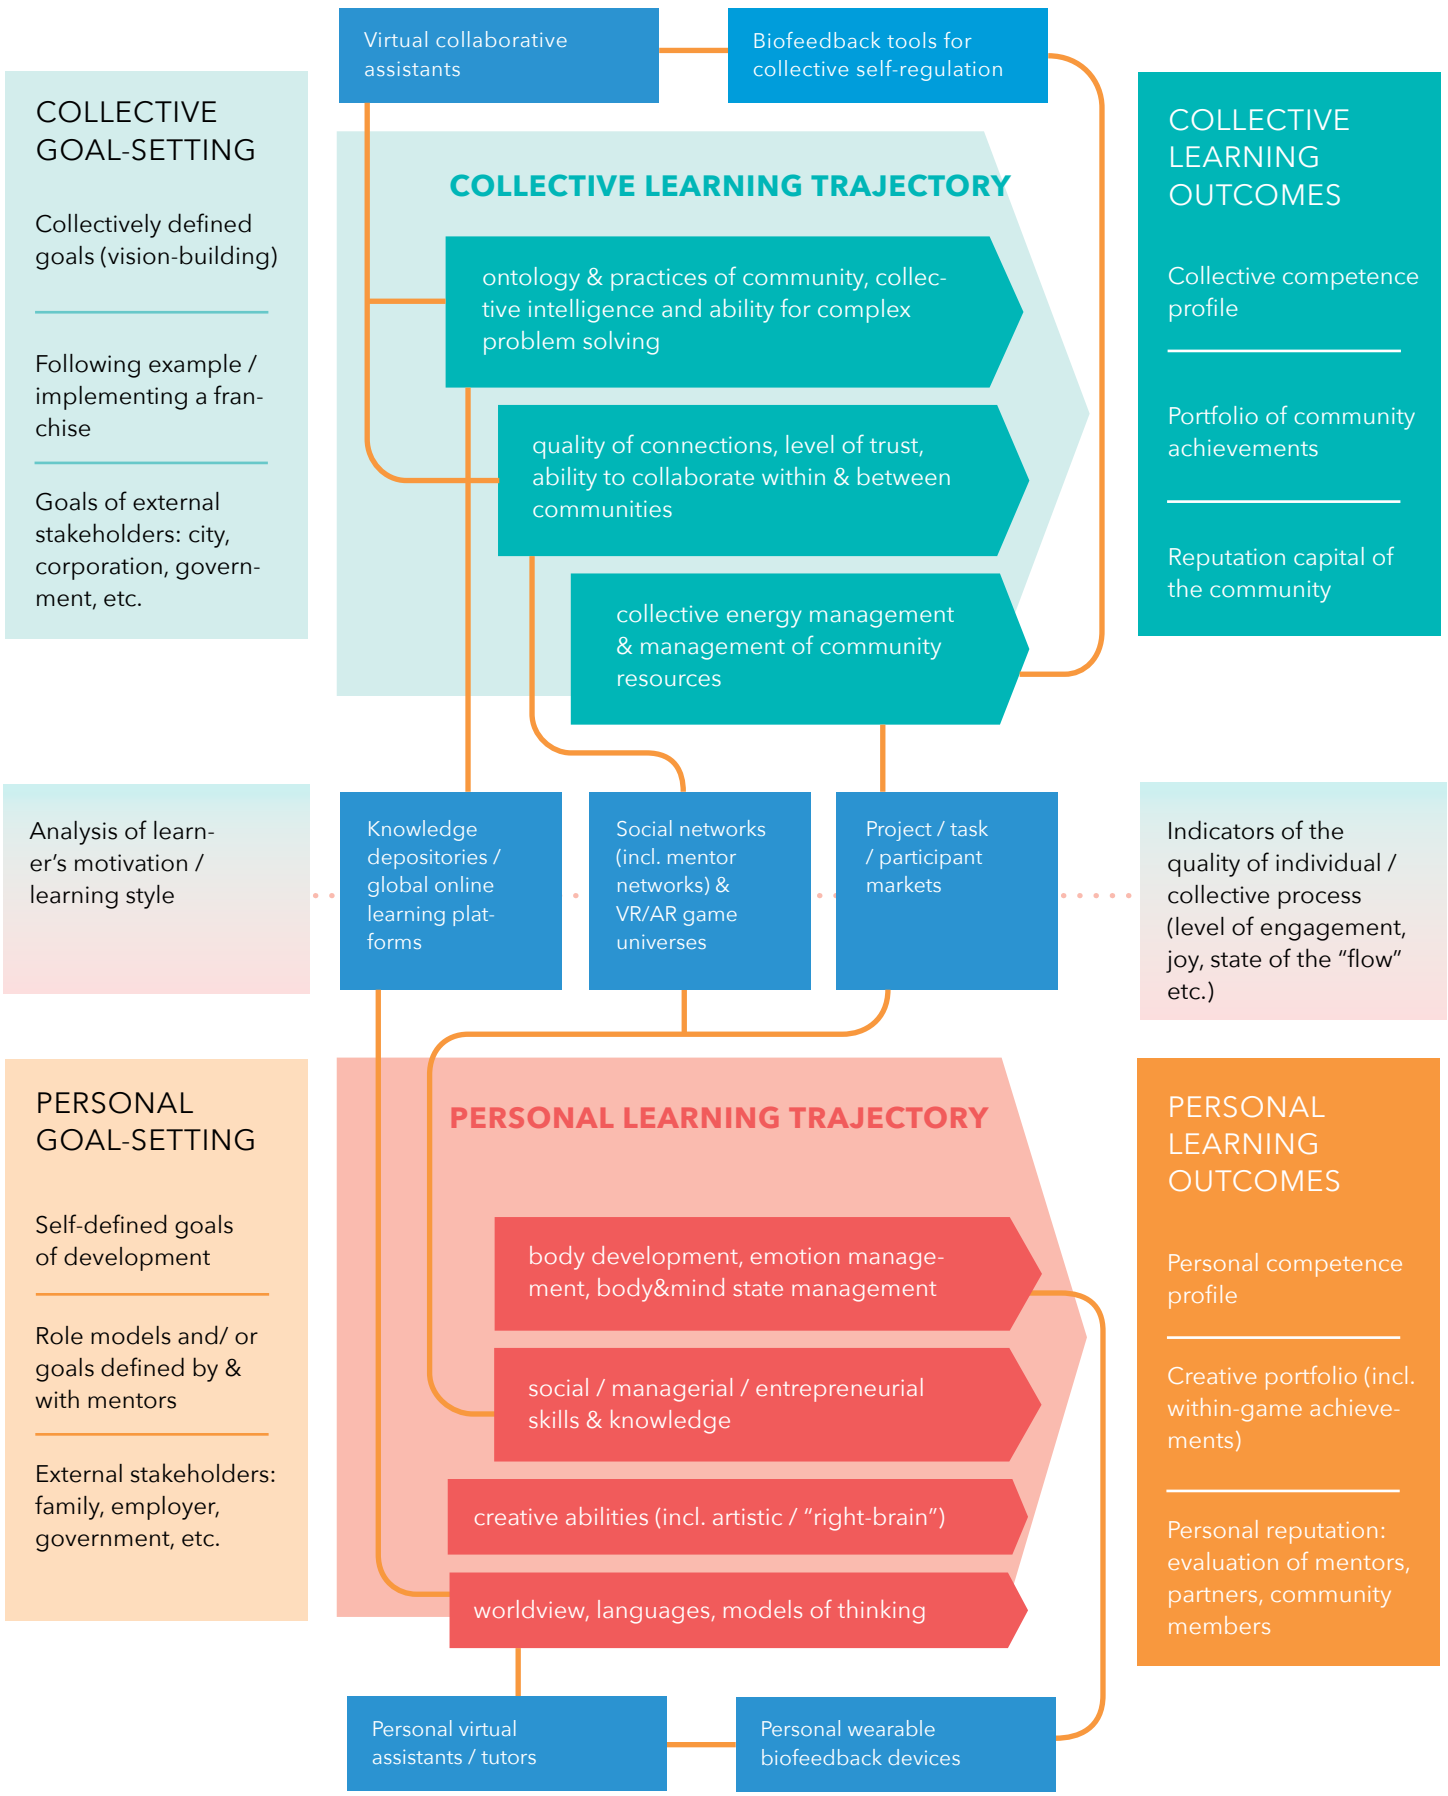 Virtual collaborative
assistants
Biofeedback tools for
collective self-regulation
COLLECTIVE
GOAL-SETTING
Collectively defined
goals (vision-building)
Following example /
implementing a fran-
chise
Goals of external
stakeholders: city,
corporation, govern-
ment, etc.
COLLECTIVE LEARNING TRAJECTORY
ontology & practices of community, collec-
tive intelligence and ability for complex
problem solving
quality of connections, level of trust,
ability to collaborate within & between
communities
collective energy management
& management of community
resources
COLLECTIVE
LEARNING
OUTCOMES
Collective competence
profile
Portfolio of community
achievements
Reputation capital of
the community
Analysis of learn-
er’s motivation /
learning style
Knowledge
depositories /
global online
learning plat-
forms
Social networks
(incl. mentor
networks) &
VR/AR game
universes
Project / task
/ participant
markets
Indicators of the
quality of individual /
collective process
(level of engagement,
joy, state of the “flow”
etc.)
PERSONAL
GOAL-SETTING
Self-defined goals
of development
Role models and/ or
goals defined by &
with mentors
External stakeholders:
family, employer,
government, etc.
PERSONAL LEARNING TRAJECTORY
body development, emotion manage-
ment, body&mind state management
social / managerial / entrepreneurial
skills & knowledge
creative abilities (incl. artistic / “right-brain”)
worldview, languages, models of thinking
PERSONAL
LEARNING
OUTCOMES
Personal competence
profile
Creative portfolio (incl.
within-game achieve-
ments)
Personal reputation:
evaluation of mentors,
partners, community
members
Personal virtual
assistants / tutors
Personal wearable
biofeedback devices